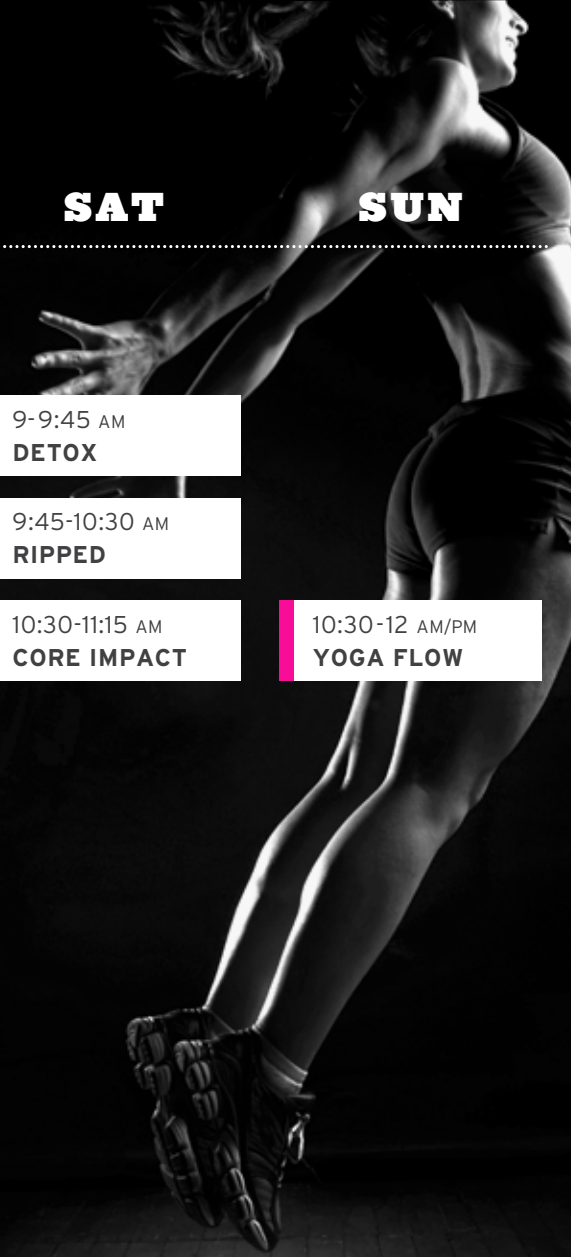 SAT
SUN
9-9:45 AM
DETOX
9:45-10:30 AM
RIPPED
10:30-11:15 AM
CORE IMPACT
10:30-12 AM/PM
YOGA FLOW